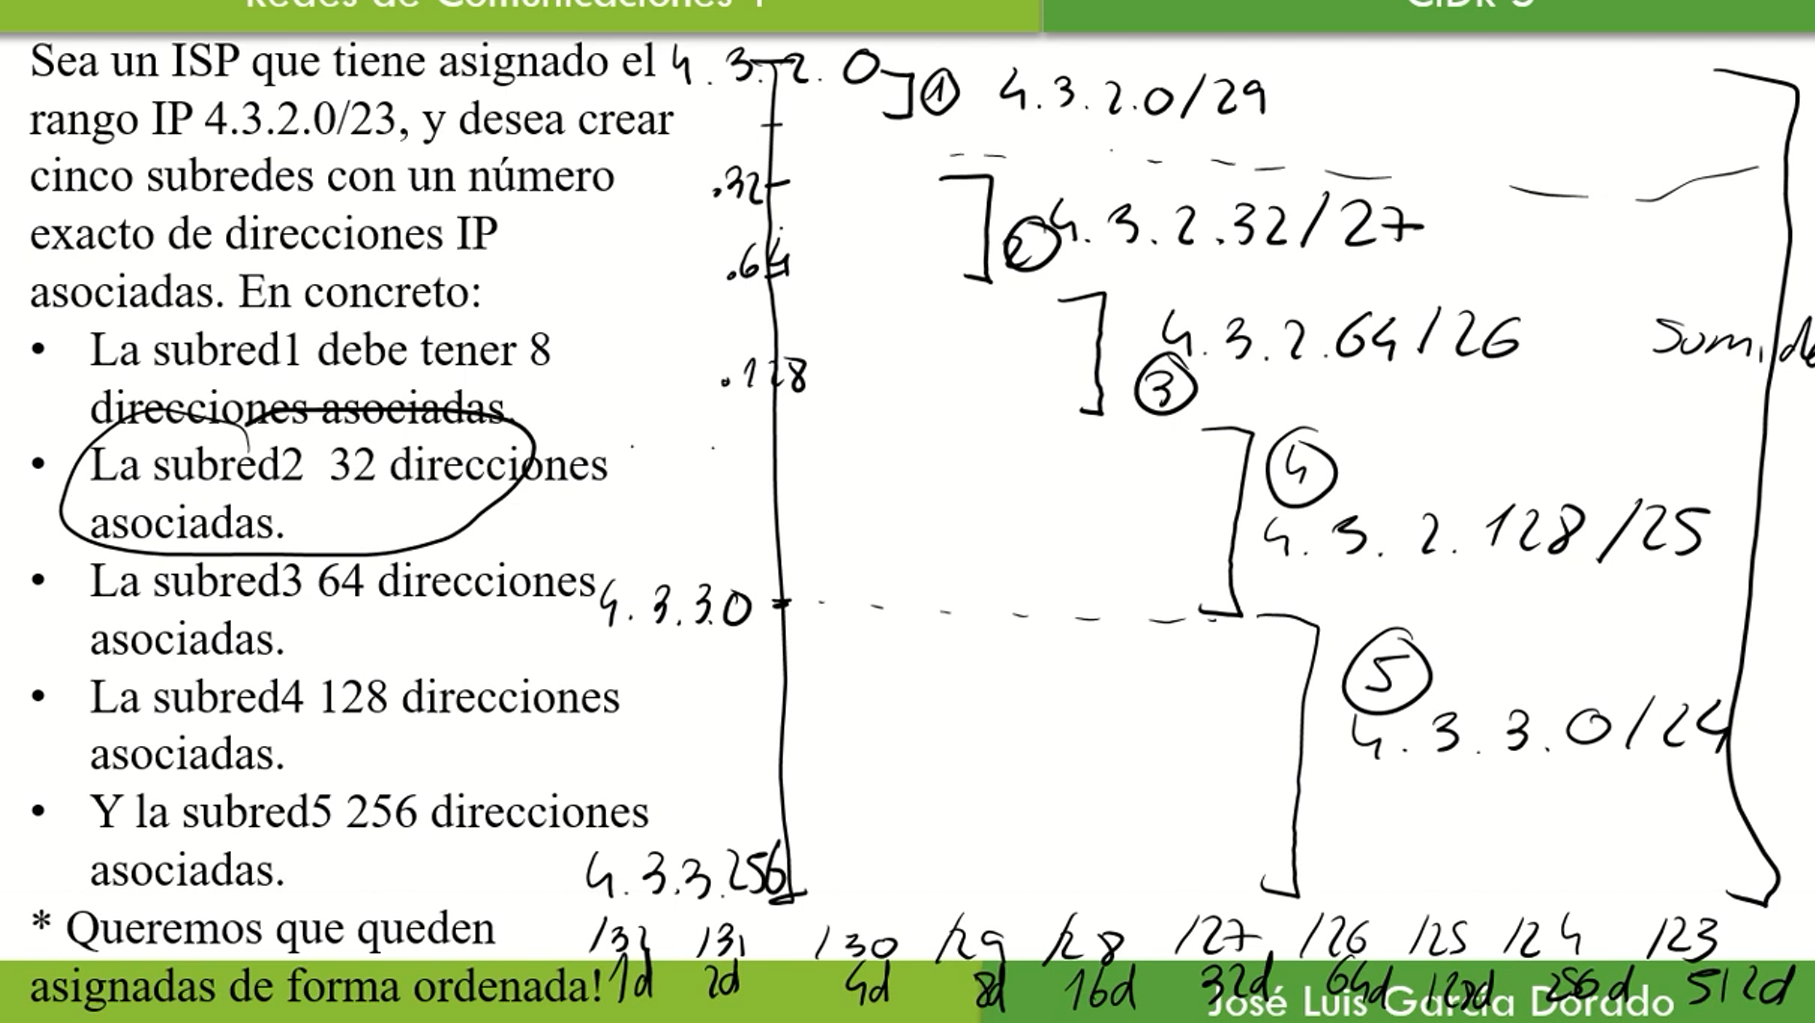 Redes de Comunicaciones I
CIDR 3
Sea un ISP que tiene asignado el
rango IP 4.3.2.0/23, y desea crear
cinco subredes con un número
exacto de direcciones IP
asociadas. En concreto:
• La subred1 debe tener 8
direcciones asociadas.
• La subred2 32 direcciones
asociadas.
• La subred3 64 direcciones
asociadas.
• La subred4 128 direcciones
asociadas.
• Y la subred5 256 direcciones
asociadas.
* Queremos que queden
asignadas de forma ordenada!
4.3.2.0
.32
.64
.128
4.3.3.0
4.3.3.256
1 4.3.2.0/29
2 4.3.2.32/27
3 4.3.2.64/26
4 4.3.2.128/25
5 4.3.3.0/24
/32 /31 /30 /29 /28 /27 /26 /25 /24 /23
1d 2d 4d 8d 16d 32d 64d 128d 256d 512d
José Luis García Dorado